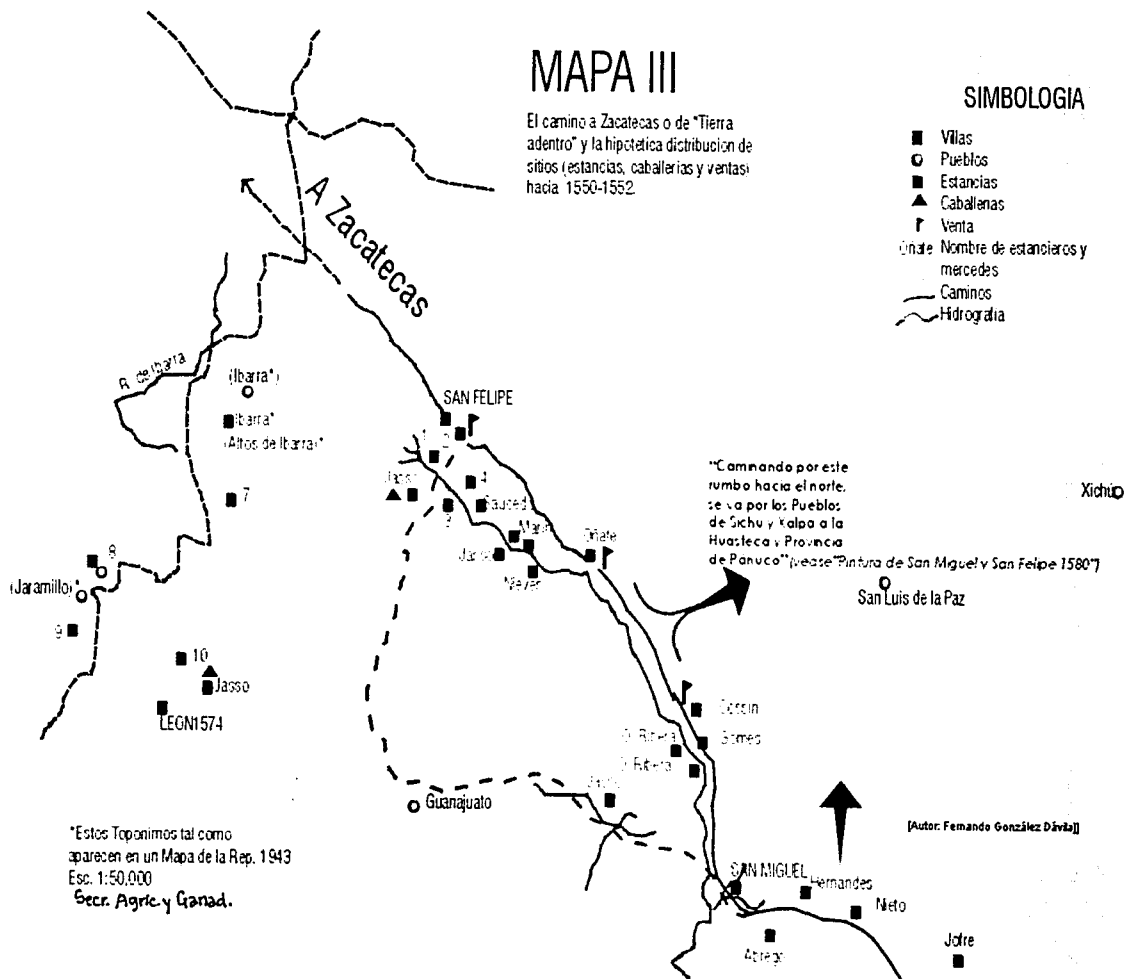 MAPA III
El camino a Zacatecas o de "Tierra
adentro" y la hipotetica distribucion de
sitios (estancias, caballerias y ventas)
hacia 1550-1552.
SIMBOLOGIA
Villas
Pueblos
Estancias
Caballerias
Venta
Oñate Nombre de estancieros y
mercedes
Caminos
Hidrografia
A Zacatecas
R. de Ibarra
(Ibarra*)
Ibarra*
(Altos de Ibarra)*
7
8
(Jaramillo)*
9
10
Jasso
LEGN1574
SAN FELIPE
1
Jasso
4
3
Marin
Jasso
Nieves
Oñate
"Caminando por este
rumbo hacia el norte,
se va por los Pueblos
de Sichu y Xalpa a la
Huasteca y Provincia
de Panuco" (vease "Pintura de San Miguel y San Felipe 1580")
Xichú
San Luis de la Paz
Gomes
D. Ribera
D. Ribera
Guanajuato
SAN MIGUEL
Hernandes
Nieto
Abrego
Jofre
[Autor: Fernando González Dávila]]
*Estos Toponimos tal como
aparecen en un Mapa de la Rep. 1943
Esc. 1:50,000
Secr. Agric. y Ganad.